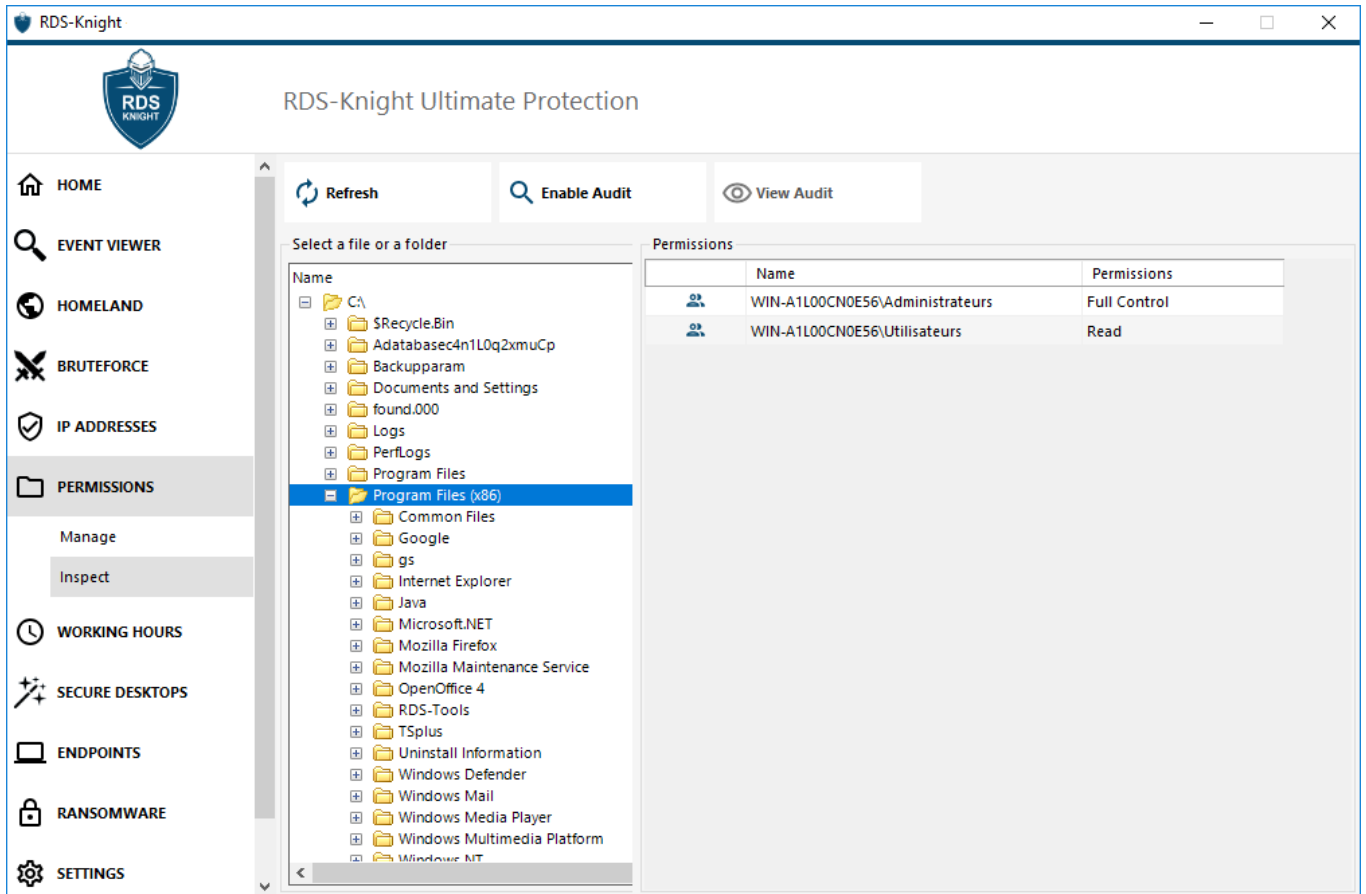 RDS-Knight
RDS
KNIGHT
RDS-Knight Ultimate Protection
HOME
EVENT VIEWER
HOMELAND
BRUTEFORCE
IP ADDRESSES
PERMISSIONS
Manage
Inspect
WORKING HOURS
SECURE DESKTOPS
ENDPOINTS
RANSOMWARE
SETTINGS
Refresh
Enable Audit
View Audit
Select a file or a folder
Name
C:\
$Recycle.Bin
Adatabasec4n1L0q2xmuCp
Backupparam
Documents and Settings
found.000
Logs
PerfLogs
Program Files
Program Files (x86)
Common Files
Google
gs
Internet Explorer
Java
Microsoft.NET
Mozilla Firefox
Mozilla Maintenance Service
OpenOffice 4
RDS-Tools
TSplus
Uninstall Information
Windows Defender
Windows Mail
Windows Media Player
Windows Multimedia Platform
Windows NT
Permissions
Name Permissions
WIN-A1L00CN0E56\Administrateurs Full Control
WIN-A1L00CN0E56\Utilisateurs Read